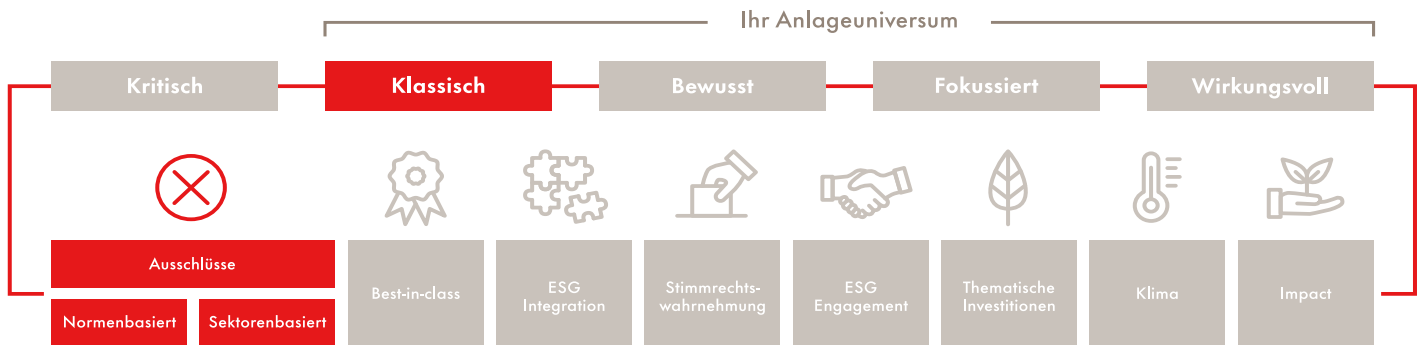 Ihr Anlageuniversum
Kritisch
Klassisch
Bewusst
Fokussiert
Wirkungsvoll
Ausschlüsse
Normenbasiert
Sektorenbasiert
Best-in-class
ESG
Integration
Stimmrechts-
wahrnehmung
ESG
Engagement
Thematische
Investitionen
Klima
Impact